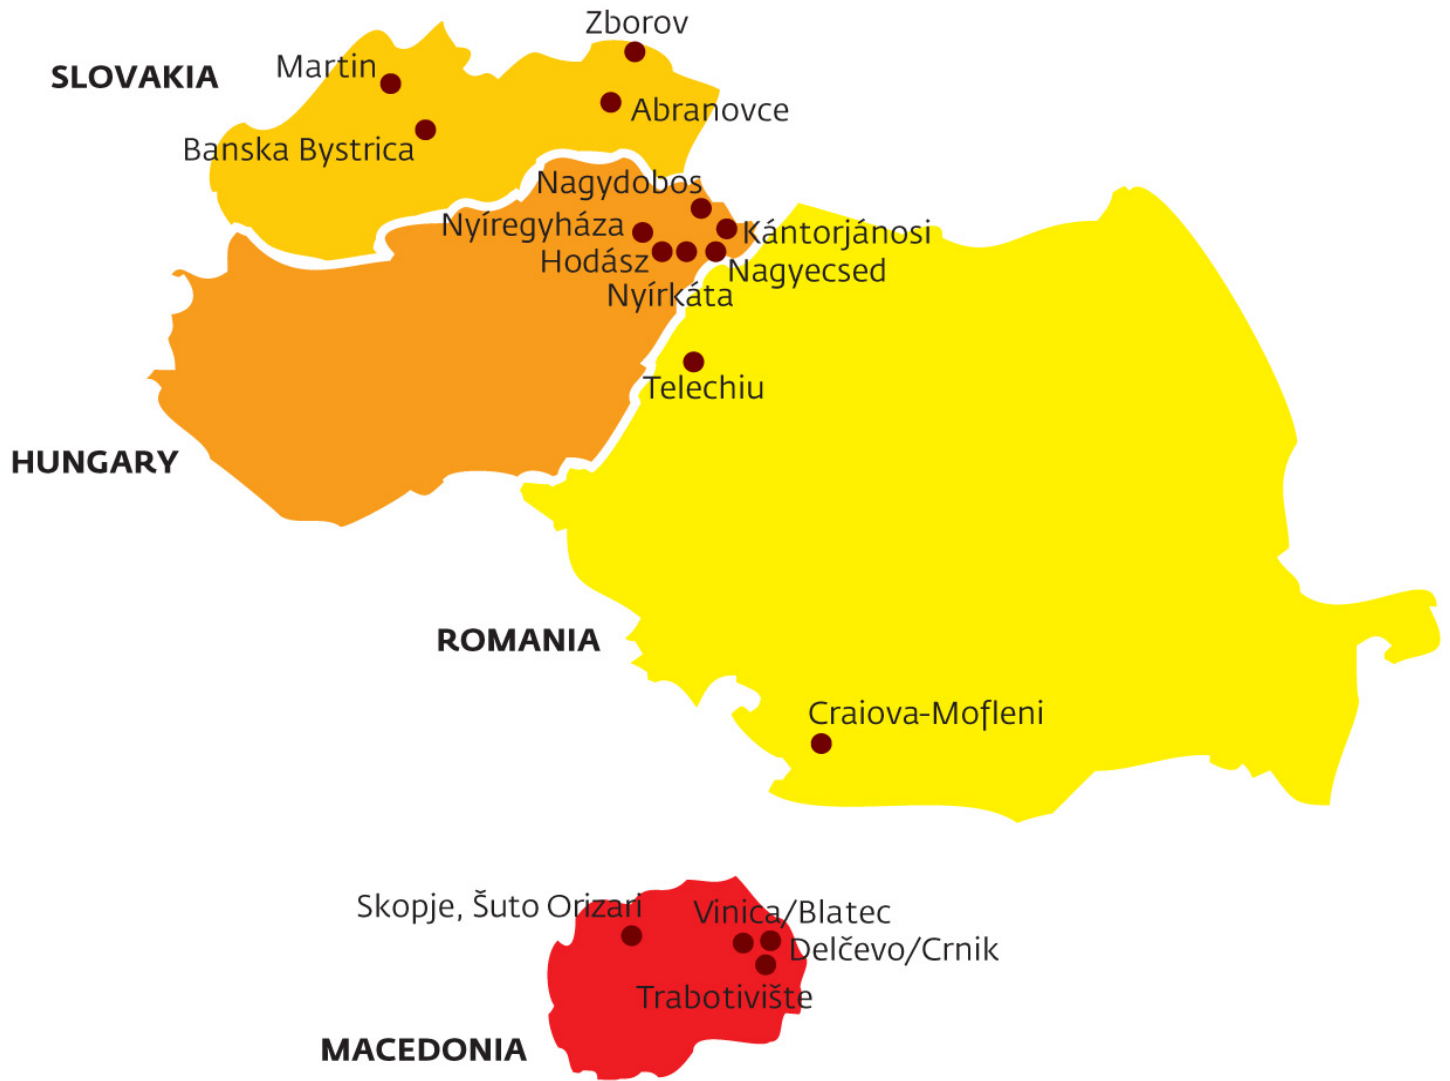 Zborov
Martin
SLOVAKIA
Abranovce
Banska Bystrica
Nagydobos
Nyíregyháza
Kántorjánosi
Hodász
Nagyecsed
Nyírkáta
Telechiu
HUNGARY
ROMANIA
Craiova-Mofleni
Skopje, Šuto Orizari
Vinica/Blatec
Delčevo/Crnik
Trabotivište
MACEDONIA